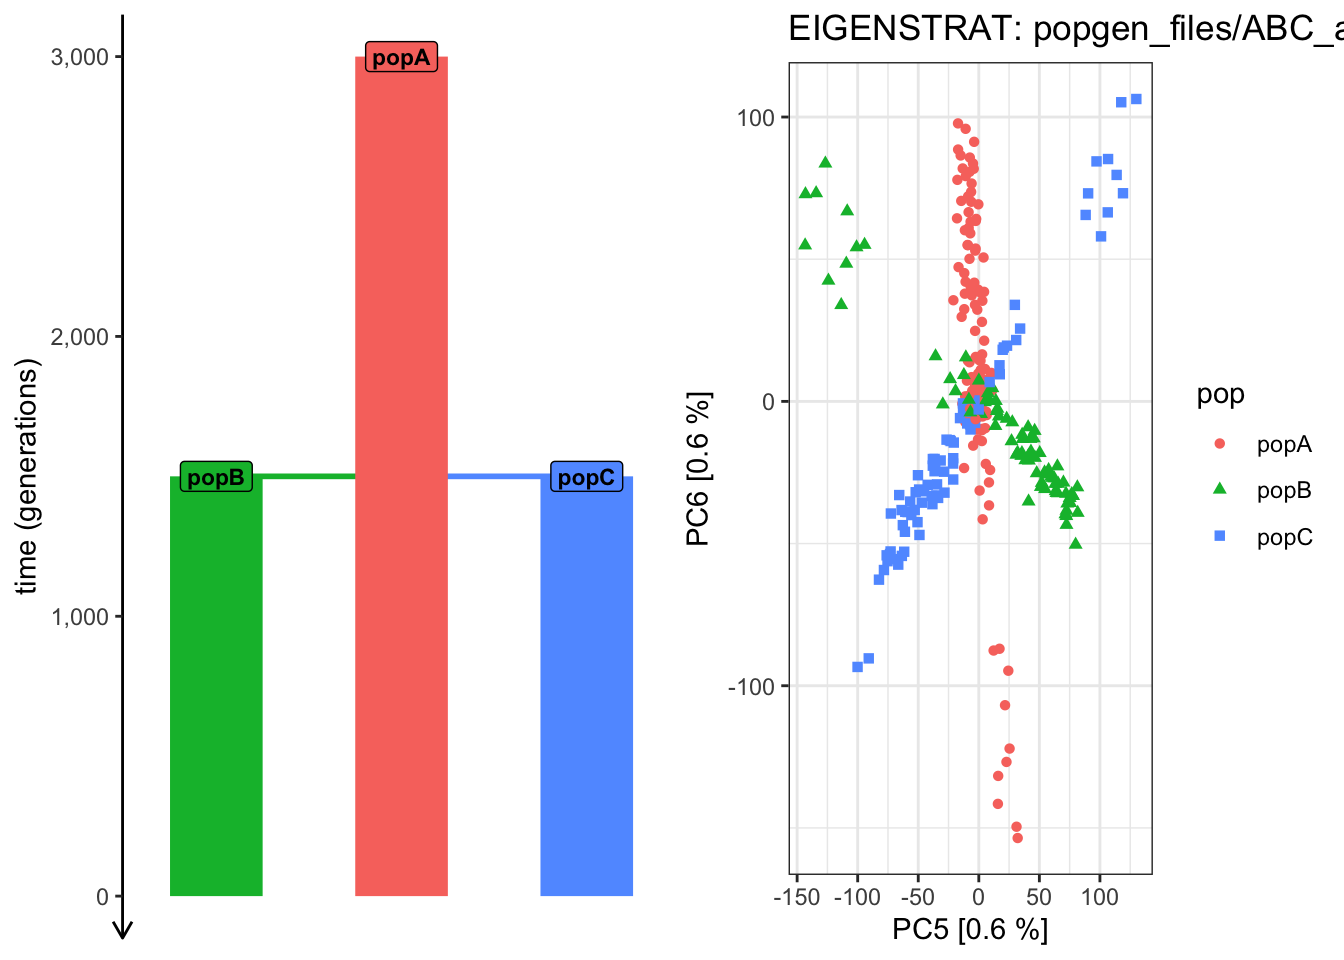 time (generations)
3,000
2,000
1,000
0
popA
popB
popC
EIGENSTRAT: popgen_files/ABC_a
PC6 [0.6 %]
100
0
-100
-150 -100 -50 0 50 100
PC5 [0.6 %]
pop
popA
popB
popC